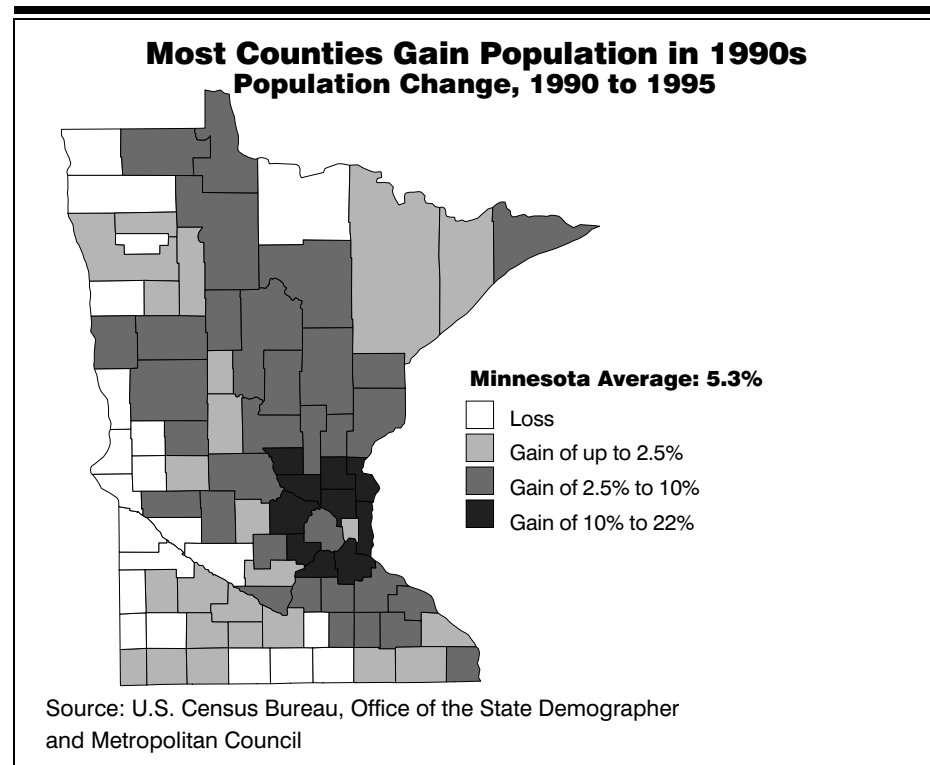 Most Counties Gain Population in 1990s
Population Change, 1990 to 1995
Minnesota Average: 5.3%
Loss
Gain of up to 2.5%
Gain of 2.5% to 10%
Gain of 10% to 22%
Source: U.S. Census Bureau, Office of the State Demographer
and Metropolitan Council